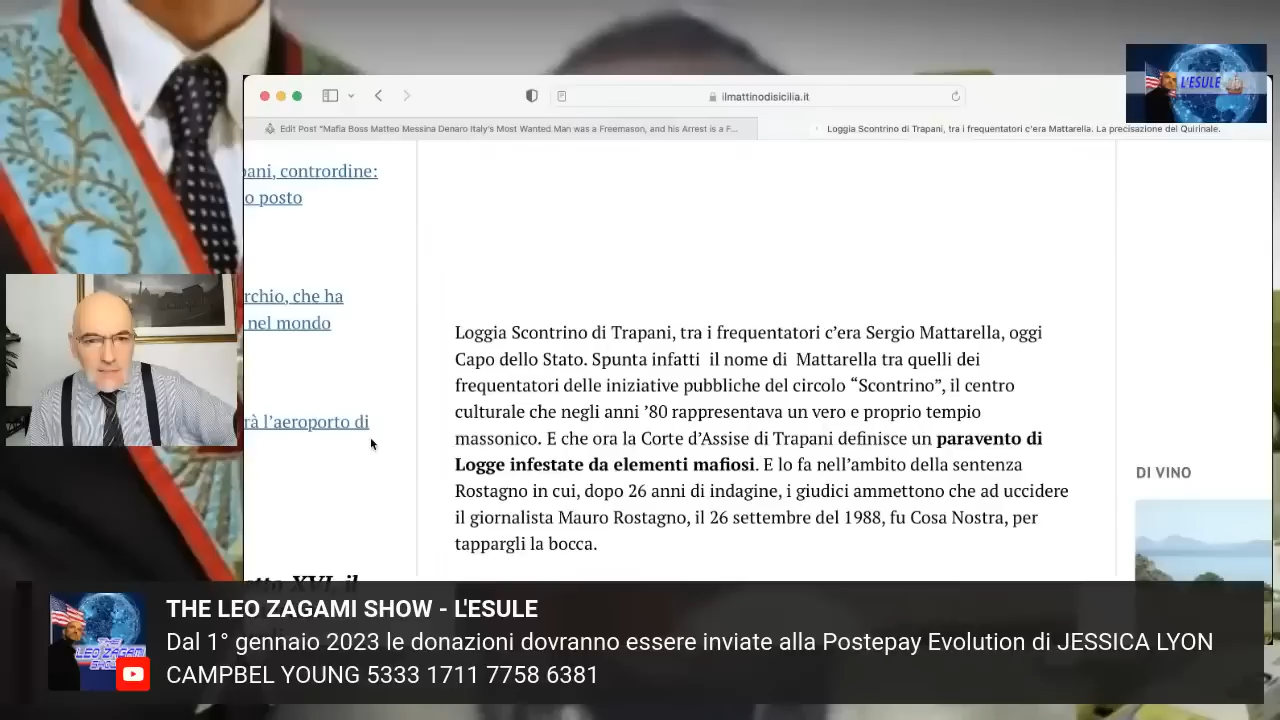 L'ESULE
ilmattinodisicilia.it
Edit Post "Mafia Boss Matteo Messina Denaro Italy's Most Wanted Man was a Freemason, and his Arrest is a F...
Loggia Scontrino di Trapani, tra i frequentatori c'era Mattarella. La precisazione del Quirinale.
pani, contrordine:
o posto
rchio, che ha
nel mondo
rà l'aeroporto di
XVI, il
Loggia Scontrino di Trapani, tra i frequentatori c'era Sergio Mattarella, oggi
Capo dello Stato. Spunta infatti il nome di Mattarella tra quelli dei
frequentatori delle iniziative pubbliche del circolo “Scontrino”, il centro
culturale che negli anni ’80 rappresentava un vero e proprio tempio
massonico. E che ora la Corte d’Assise di Trapani definisce un paravento di
Logge infestate da elementi mafiosi. E lo fa nell’ambito della sentenza
Rostagno in cui, dopo 26 anni di indagine, i giudici ammettono che ad uccidere
il giornalista Mauro Rostagno, il 26 settembre del 1988, fu Cosa Nostra, per
tappargli la bocca.
DI VINO
THE LEO ZAGAMI SHOW - L'ESULE
Dal 1° gennaio 2023 le donazioni dovranno essere inviate alla Postepay Evolution di JESSICA LYON
CAMPBEL YOUNG 5333 1711 7758 6381